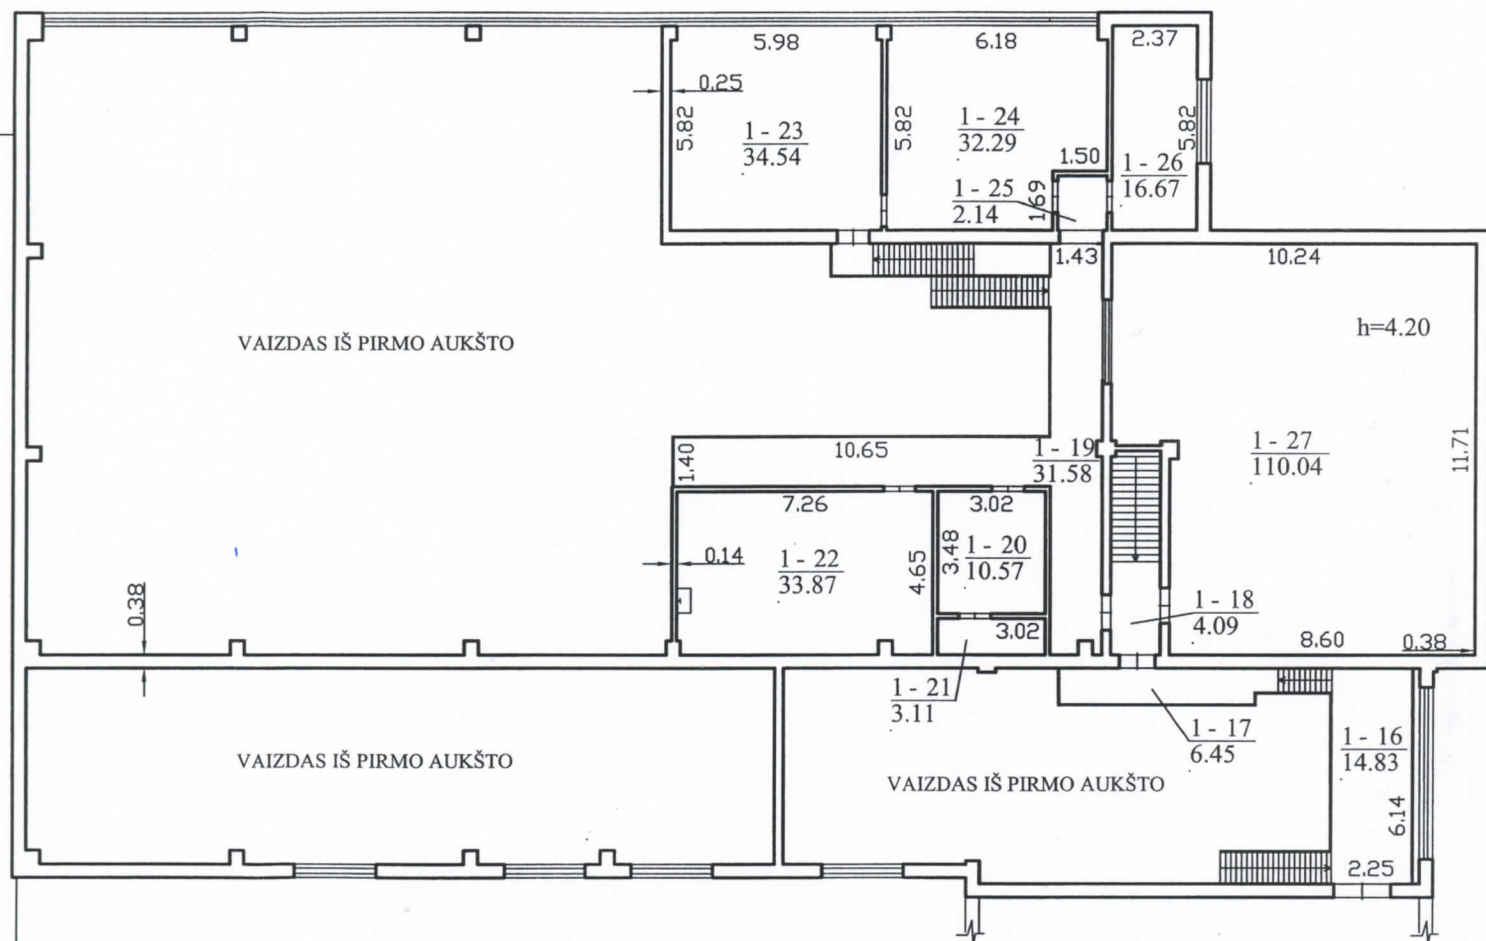 5.98
6.18
2.37
0.25
5.82
1 - 23
34.54
5.82
1 - 24
32.29
5.82
1.50
1 - 26
16.67
1 - 25
2.14
1.69
1.43
10.24
h=4.20
VAIZDAS IŠ PIRMO AUKŠTO
1.40
10.65
1 - 19
31.58
1 - 27
110.04
11.71
7.26
3.02
0.14
1 - 22
33.87
4.65
3.48
1 - 20
10.57
0.38
1 - 18
4.09
3.02
8.60
0.38
1 - 21
3.11
1 - 17
6.45
1 - 16
14.83
VAIZDAS IŠ PIRMO AUKŠTO
VAIZDAS IŠ PIRMO AUKŠTO
6.14
2.25